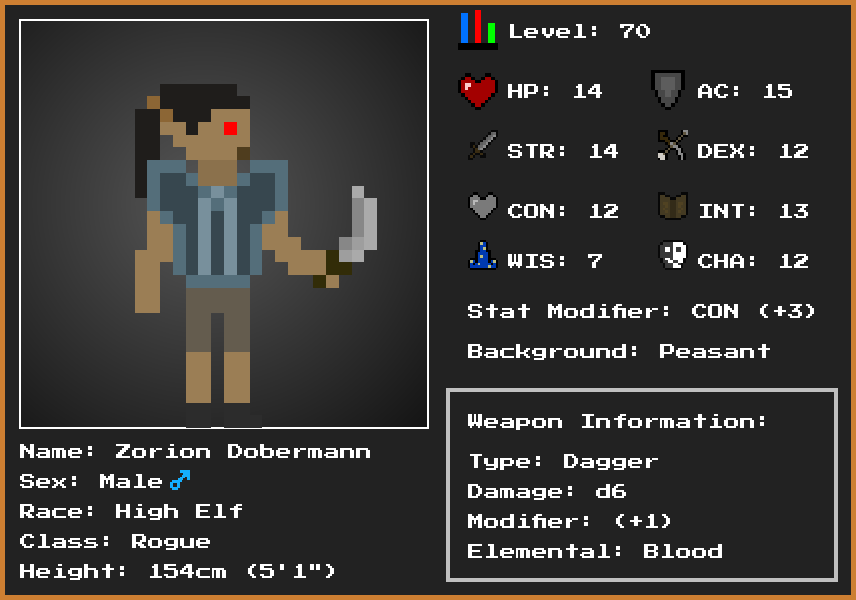 Level: 70
HP: 14 AC: 15
STR: 14 DEX: 12
CON: 12 INT: 13
WIS: 7 CHA: 12
Stat Modifier: CON (+3)
Background: Peasant
Weapon Information:
Type: Dagger
Damage: d6
Modifier: (+1)
Elemental: Blood
Name: Zorion Dobermann
Sex: Male ♂
Race: High Elf
Class: Rogue
Height: 154cm (5'1")